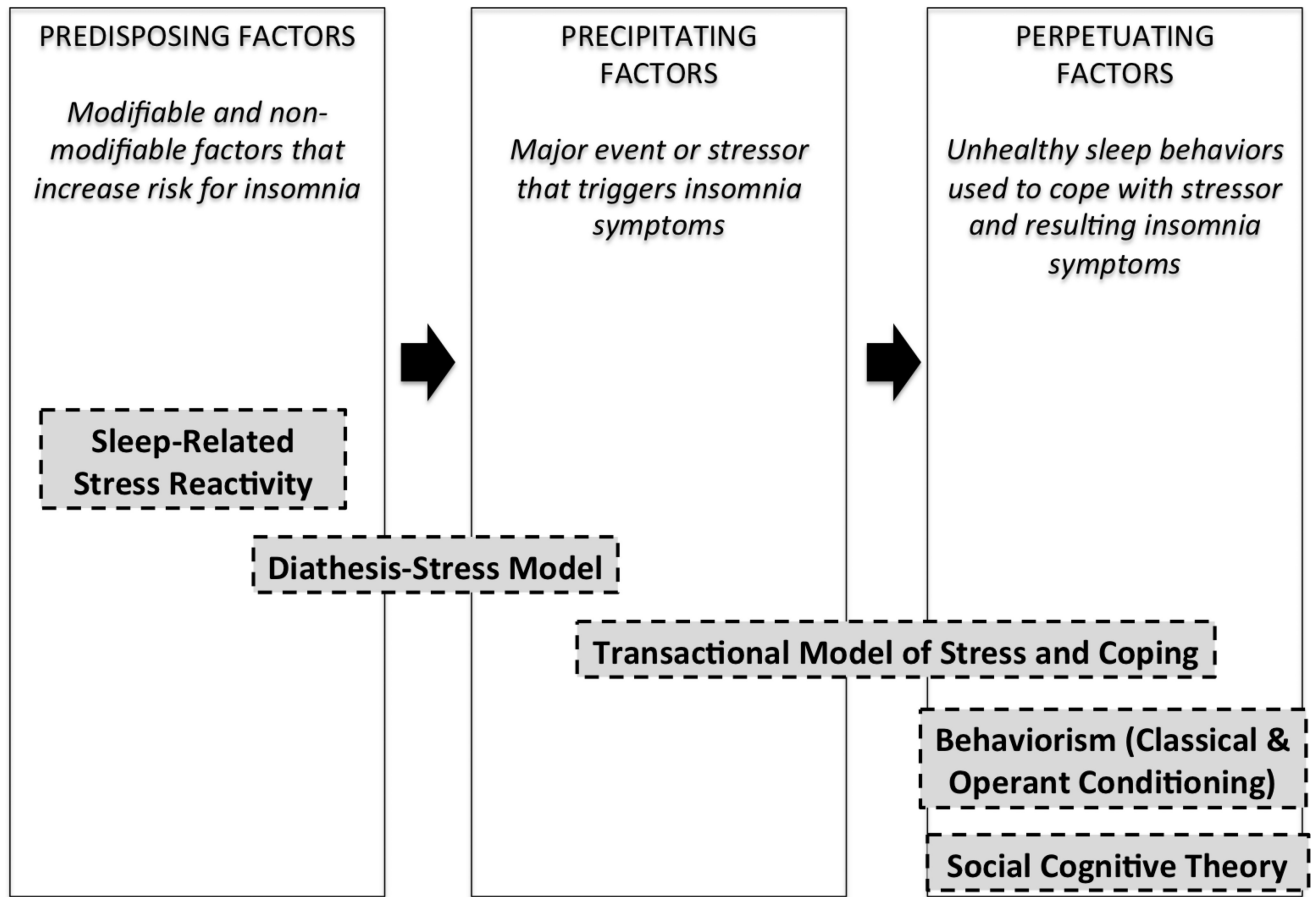 PREDISPOSING FACTORS
Modifiable and non-
modifiable factors that
increase risk for insomnia
PRECIPITATING
FACTORS
Major event or stressor
that triggers insomnia
symptoms
PERPETUATING
FACTORS
Unhealthy sleep behaviors
used to cope with stressor
and resulting insomnia
symptoms
Sleep-Related
Stress Reactivity
Diathesis-Stress Model
Transactional Model of Stress and Coping
Behaviorism (Classical &
Operant Conditioning)
Social Cognitive Theory